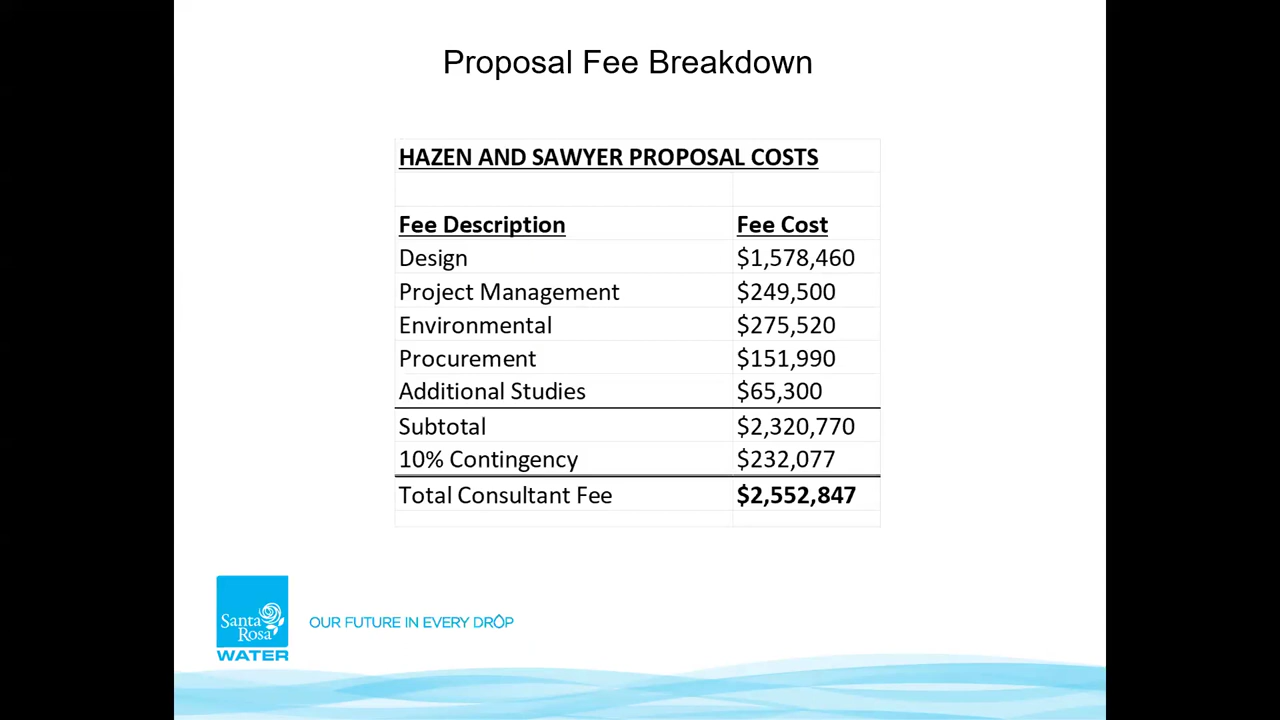 Proposal Fee Breakdown
HAZEN AND SAWYER PROPOSAL COSTS
Fee Description Fee Cost
Design $1,578,460
Project Management $249,500
Environmental $275,520
Procurement $151,990
Additional Studies $65,300
Subtotal $2,320,770
10% Contingency $232,077
Total Consultant Fee $2,552,847
Santa
Rosa
WATER
OUR FUTURE IN EVERY DROP